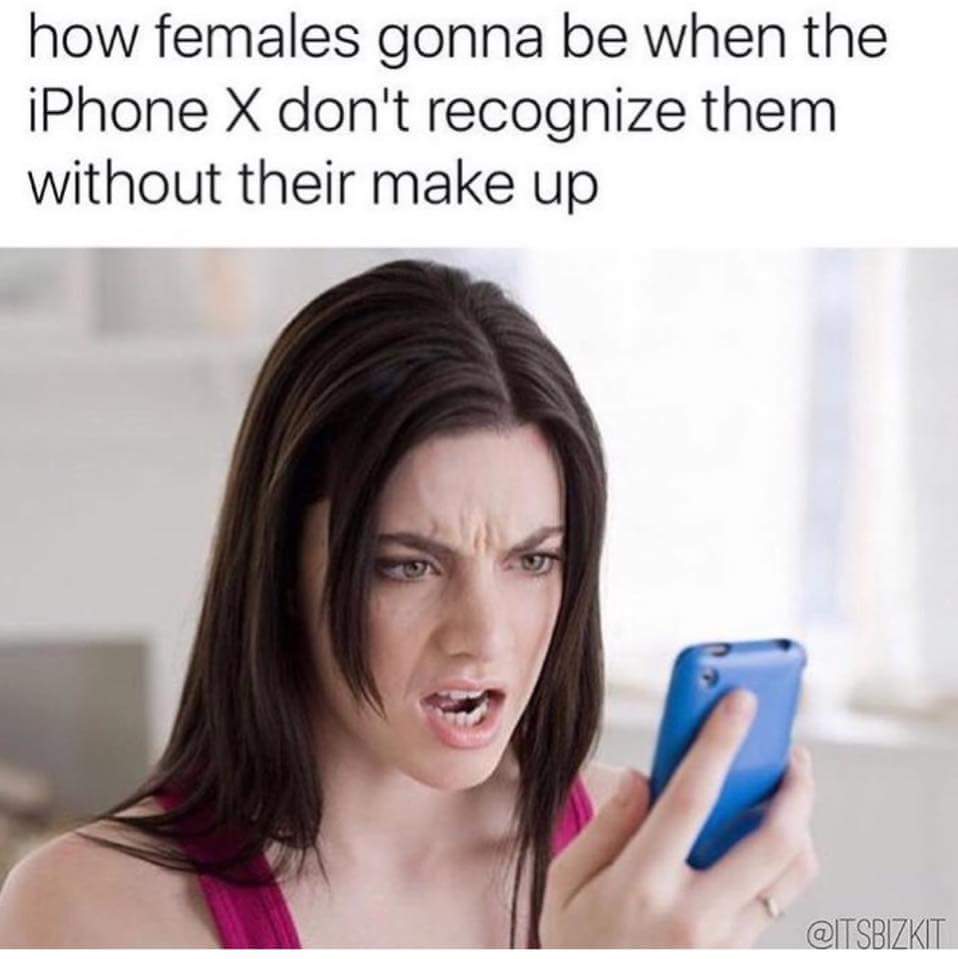 how females gonna be when the
iPhone X don't recognize them
without their make up
@ITSBIZKIT